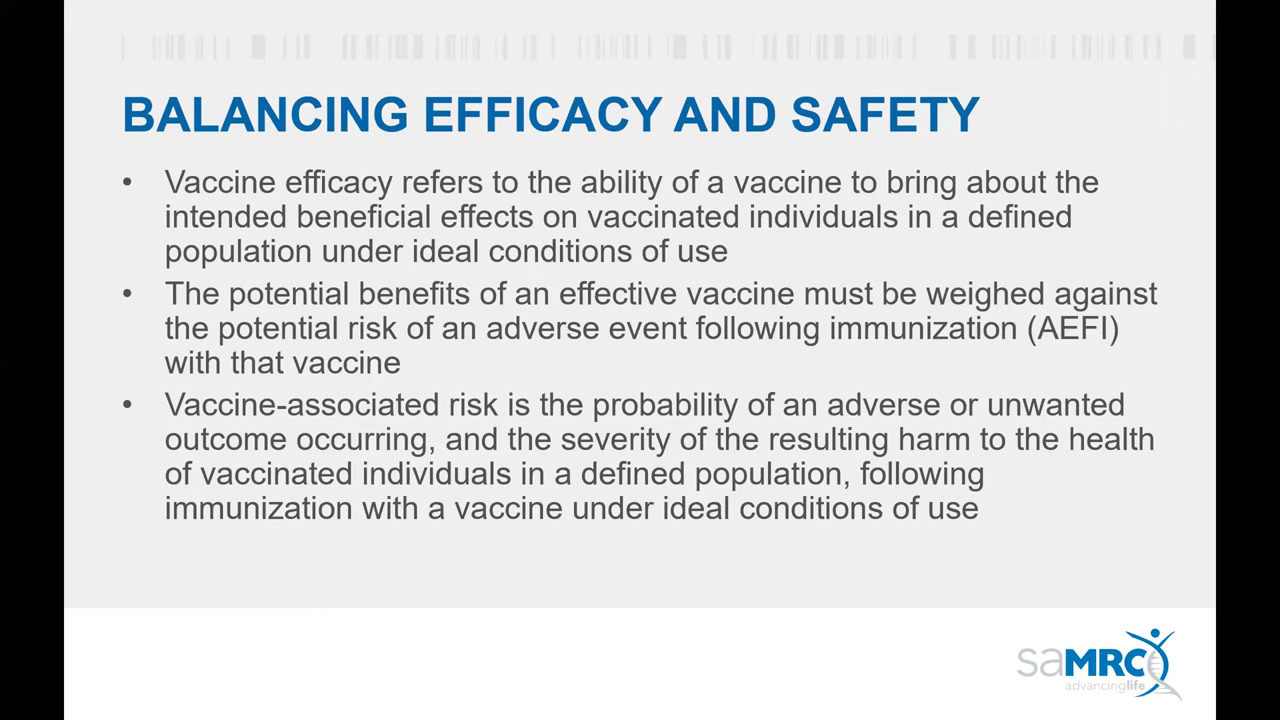 BALANCING EFFICACY AND SAFETY
• Vaccine efficacy refers to the ability of a vaccine to bring about the
intended beneficial effects on vaccinated individuals in a defined
population under ideal conditions of use
• The potential benefits of an effective vaccine must be weighed against
the potential risk of an adverse event following immunization (AEFI)
with that vaccine
• Vaccine-associated risk is the probability of an adverse or unwanted
outcome occurring, and the severity of the resulting harm to the health
of vaccinated individuals in a defined population, following
immunization with a vaccine under ideal conditions of use
saMRC
advancinglife